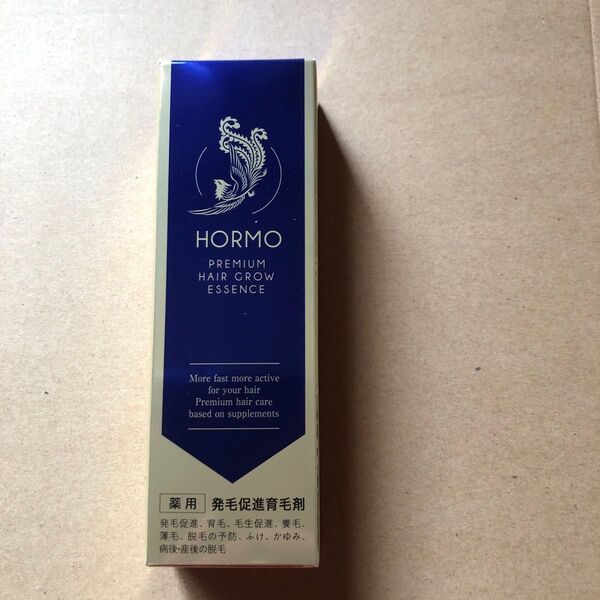 HORMO
PREMIUM
HAIR GROW
ESSENCE
More fast more active
for your hair
Premium hair care
based on supplements
薬用 発毛促進育毛剤
発毛促進、育毛、毛生促進、養毛、
薄毛、脱毛の予防、ふけ、かゆみ、
病後・産後の脱毛